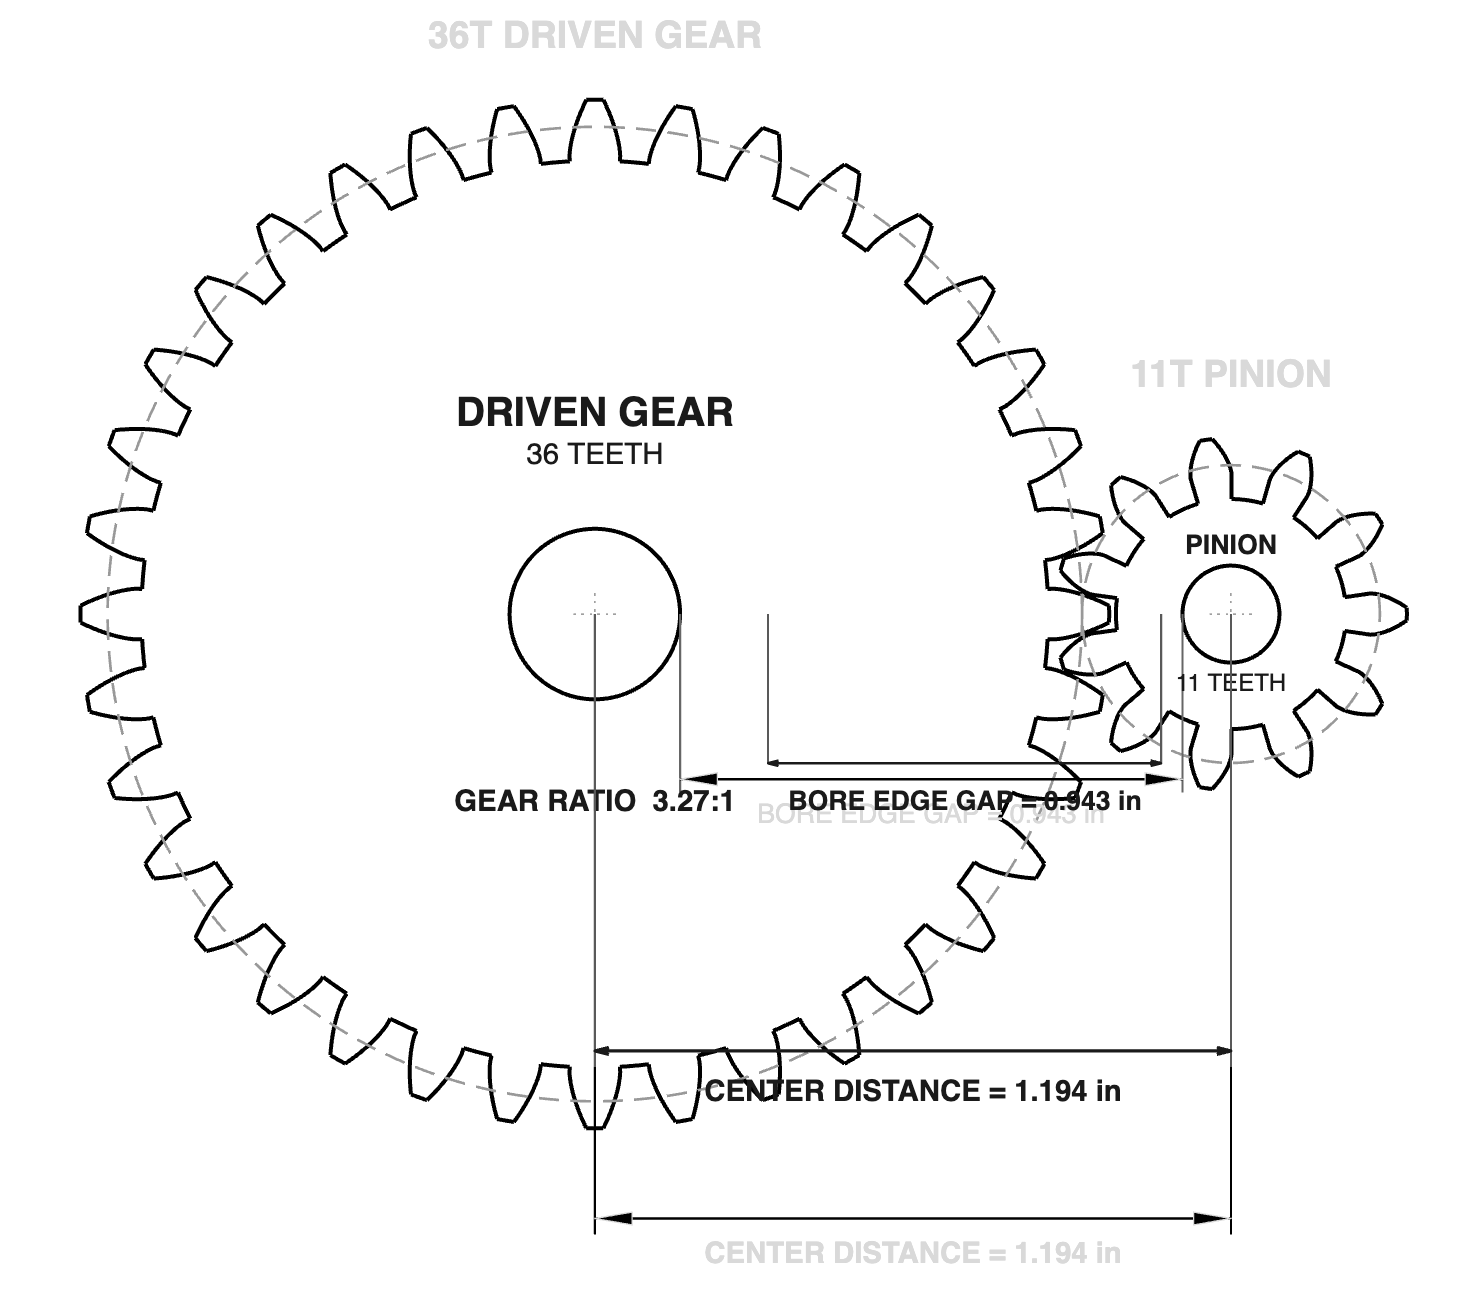 36T DRIVEN GEAR
11T PINION
DRIVEN GEAR
36 TEETH
PINION
11 TEETH
GEAR RATIO 3.27:1
BORE EDGE GAP = 0.943 in
BORE EDGE GAP = 0.943 in
CENTER DISTANCE = 1.194 in
CENTER DISTANCE = 1.194 in